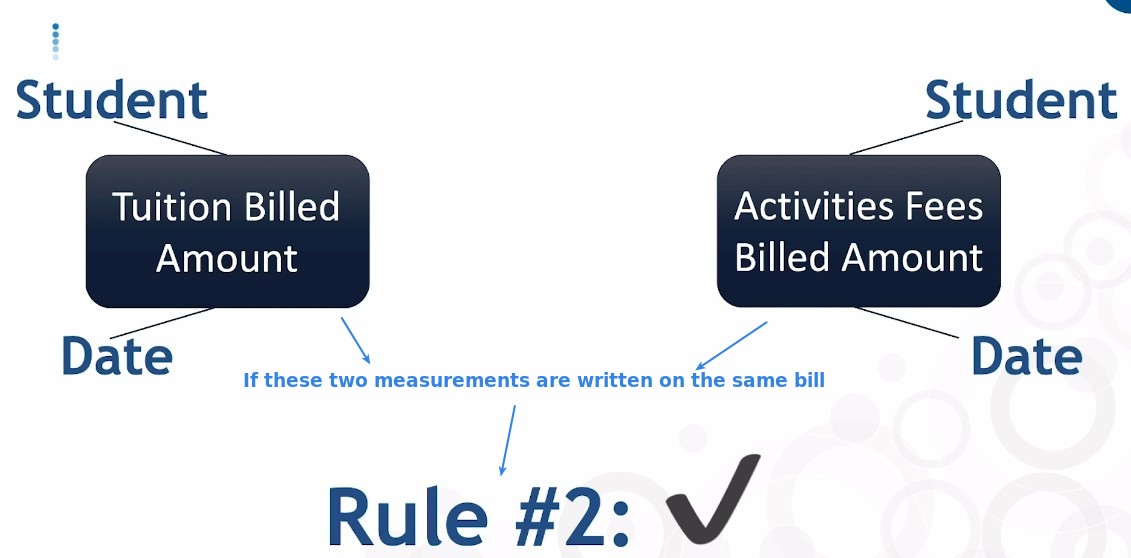 Student
Student
Tuition Billed
Amount
Activities Fees
Billed Amount
Date
Date
If these two measurements are written on the same bill
Rule #2: ✓